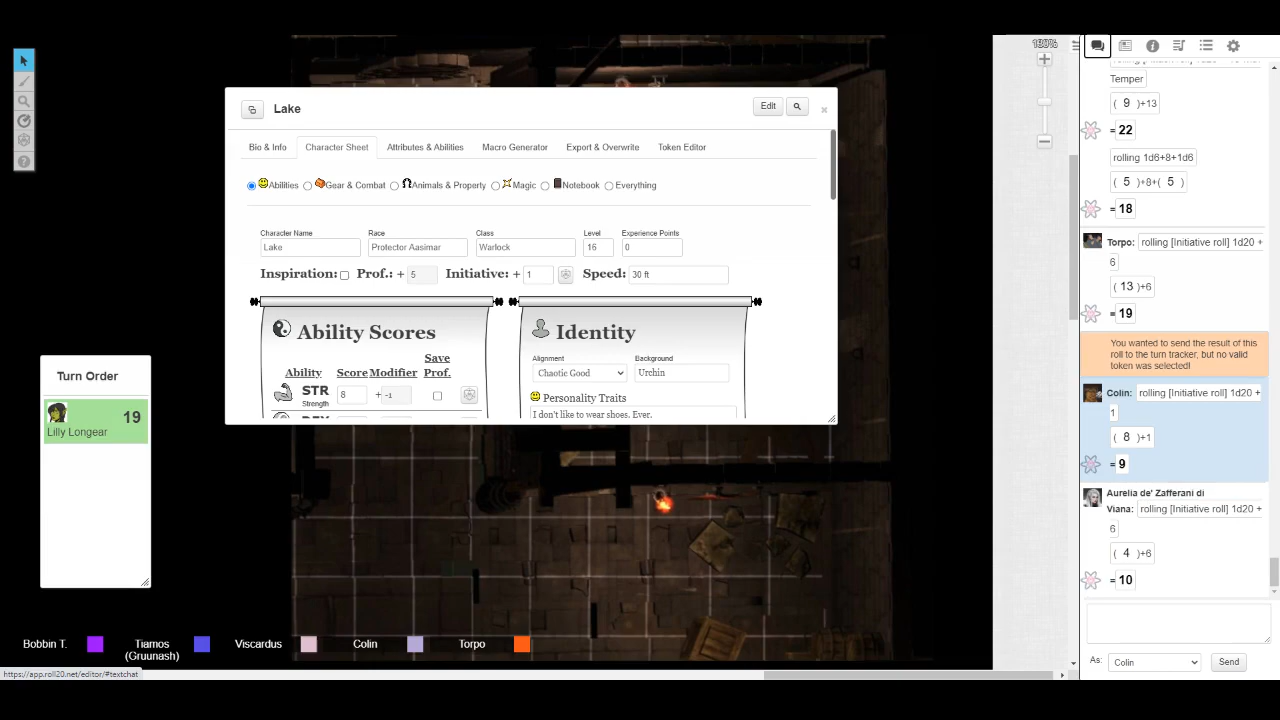 183%
Lake
Edit
Bio & Info
Character Sheet
Attributes & Abilities
Macro Generator
Export & Overwrite
Token Editor
Abilities
Gear & Combat
Animals & Property
Magic
Notebook
Everything
Character Name
Race
Class
Level
Experience Points
Lake
Protector Aasimar
Warlock
16
0
Inspiration:
Prof.: + 5
Initiative: + 1
Speed: 30 ft
Ability Scores
Ability
Score
Modifier
Save
Prof.
STR
Strength
8
+ -1
Identity
Alignment
Background
Chaotic Good
Urchin
Personality Traits
I don't like to wear shoes. Ever.
Turn Order
Lilly Longear
19
Temper
( 9 )+13
= 22
rolling 1d6+8+1d6
( 5 )+8+( 5 )
= 18
Torpo: rolling [Initiative roll] 1d20 +
6
( 13 )+6
= 19
You wanted to send the result of this
roll to the turn tracker, but no valid
token was selected!
Colin: rolling [Initiative roll] 1d20 +
1
( 8 )+1
= 9
Aurelia de' Zafferani di
Viana: rolling [Initiative roll] 1d20 +
6
( 4 )+6
= 10
As: Colin
Send
Bobbin T.
Tiamos
(Gruunash)
Viscardus
Colin
Torpo
https://app.roll20.net/editor/#textchat